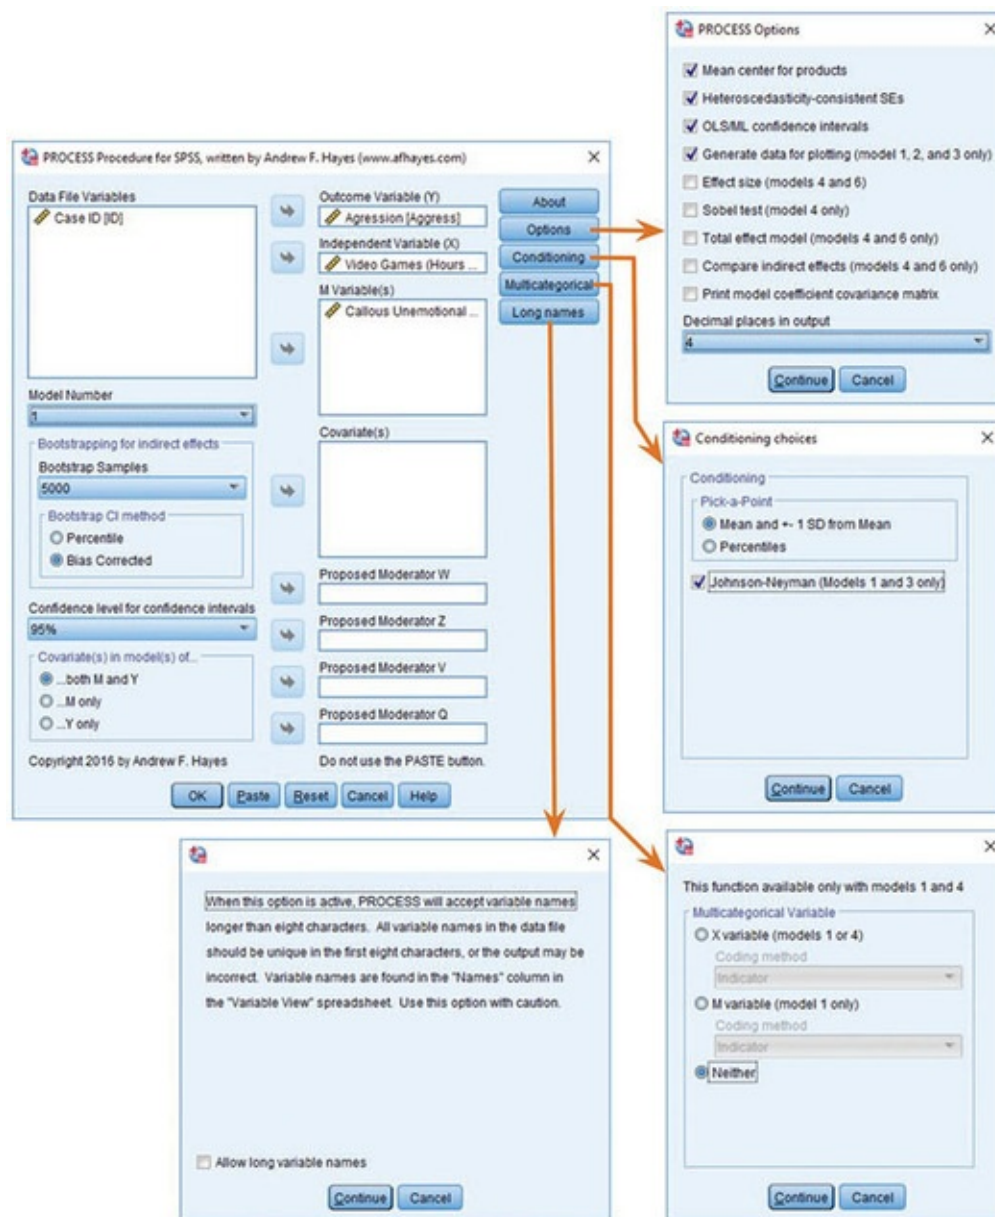 PROCESS Procedure for SPSS, written by Andrew F. Hayes (www.afhayes.com)
Data File Variables
Case ID [ID]
Model Number
1
Bootstrapping for indirect effects
Bootstrap Samples
5000
Bootstrap CI method
Percentile
Bias Corrected
Confidence level for confidence intervals
95%
Covariate(s) in model(s) of...
...both M and Y
...M only
...Y only
Copyright 2016 by Andrew F. Hayes
Outcome Variable (Y)
Agression [Aggress]
Independent Variable (X)
Video Games (Hours ...
M Variable(s)
Callous Unemotional ...
Covariate(s)
Proposed Moderator W
Proposed Moderator Z
Proposed Moderator V
Proposed Moderator Q
Do not use the PASTE button.
About
Options
Conditioning
Multicategorical
Long names
OK Paste Reset Cancel Help
PROCESS Options
Mean center for products
Heteroscedasticity-consistent SEs
OLS/ML confidence intervals
Generate data for plotting (model 1, 2, and 3 only)
Effect size (models 4 and 6)
Sobel test (model 4 only)
Total effect model (models 4 and 6 only)
Compare indirect effects (models 4 and 6 only)
Print model coefficient covariance matrix
Decimal places in output
4
Continue Cancel
Conditioning choices
Conditioning
Pick-a-Point
Mean and +- 1 SD from Mean
Percentiles
Johnson-Neyman (Models 1 and 3 only)
Continue Cancel
When this option is active, PROCESS will accept variable names
longer than eight characters. All variable names in the data file
should be unique in the first eight characters, or the output may be
incorrect. Variable names are found in the "Names" column in
the "Variable View" spreadsheet. Use this option with caution.
Allow long variable names
Continue Cancel
This function available only with models 1 and 4
Multicategorical Variable
X variable (models 1 or 4)
Coding method
Indicator
M variable (model 1 only)
Coding method
Indicator
Neither
Continue Cancel